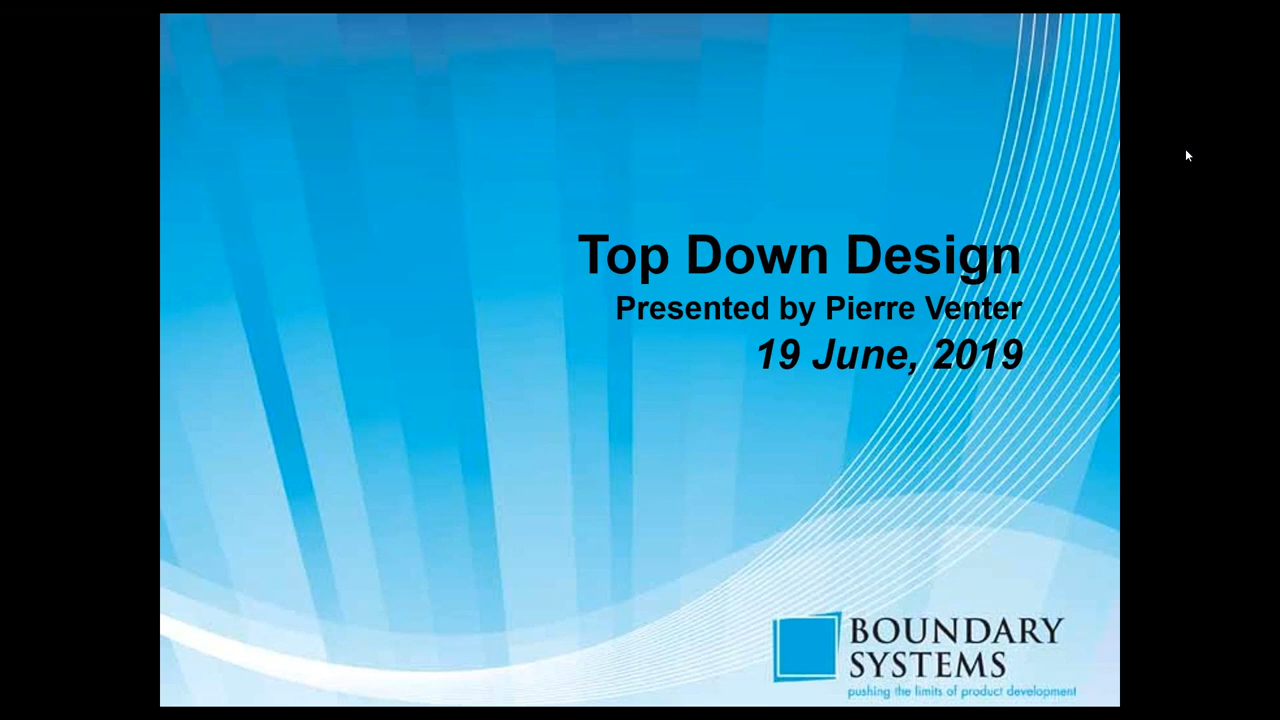 Top Down Design
Presented by Pierre Venter
19 June, 2019
BOUNDARY
SYSTEMS
pushing the limits of product development